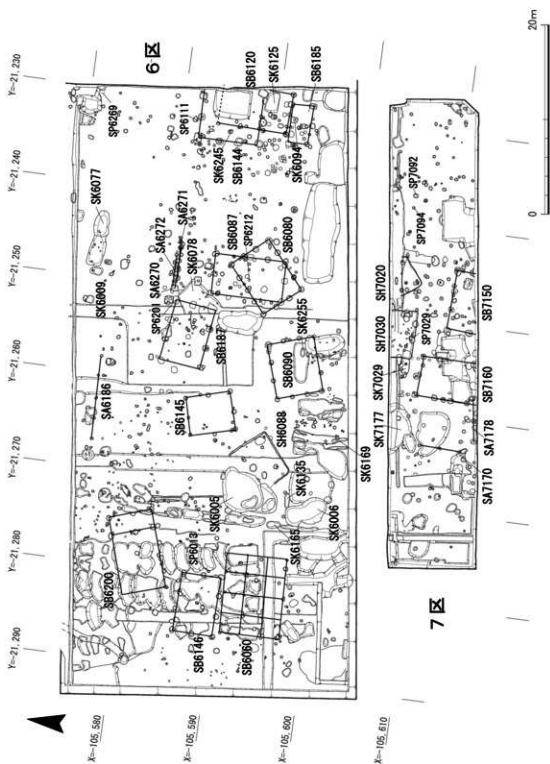 20m
0
6区
7区
Y=-21,230
Y=-21,240
Y=-21,250
Y=-21,260
Y=-21,270
Y=-21,280
Y=-21,290
X=-105,580
X=-105,590
X=-105,600
X=-105,610
SP6269
SK6077
SK6009
SP6111
SB6120
SK6125
SB6185
SK6245
SB6144
SK6094
SA6272
SA6271
SA6270
SK6078
SB6087
SP6212
SB6080
SP6201
SB6187
SK6255
SA6186
SB6145
SB6090
SH6088
SK6169
SK6135
SK6005
SK6006
SK6165
SP6013
SB6200
SB6146
SB6060
SP7092
SP7094
SH7020
SH7030
SP7029
SK7029
SB7150
SK7177
SB7160
SA7178
SA7170